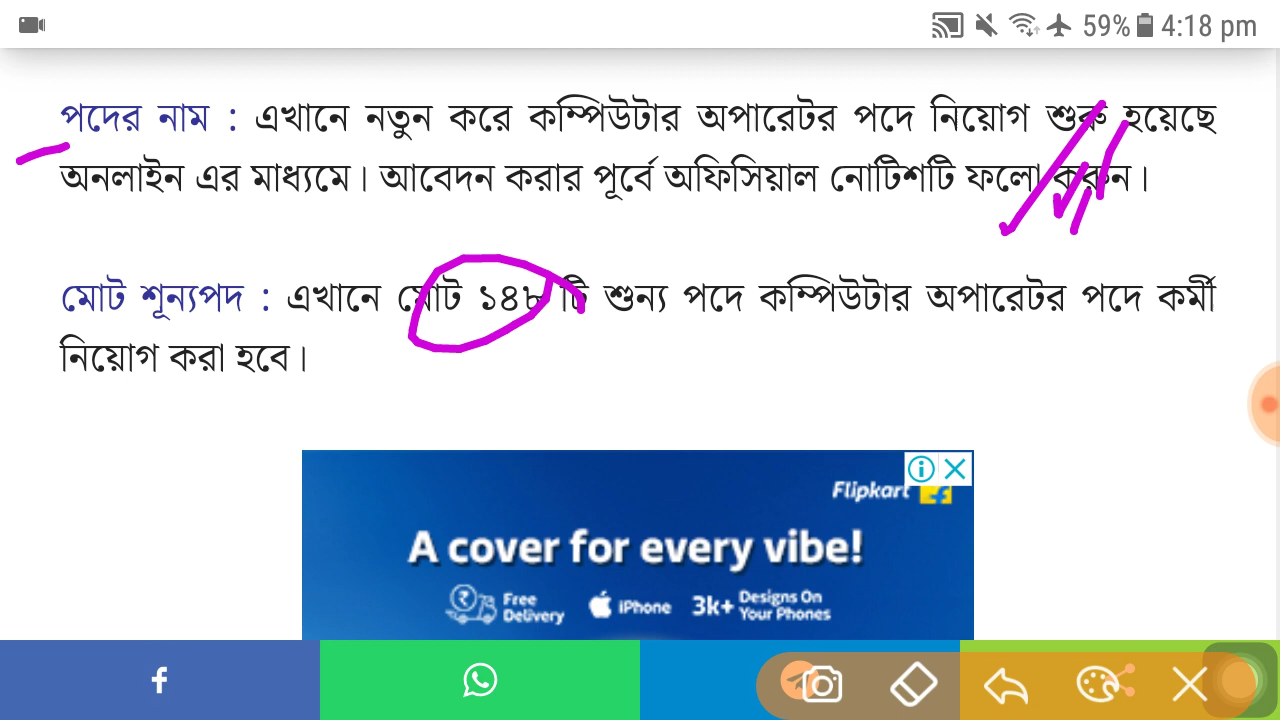 59% 4:18 pm
পদের নাম : এখানে নতুন করে কম্পিউটার অপারেটর পদে নিয়োগ শুরু হয়েছে
অনলাইন এর মাধ্যমে। আবেদন করার পূর্বে অফিসিয়াল নোটিশটি ফলো করুন।
মোট শূন্যপদ : এখানে মোট ১৪৮ টি শুন্য পদে কম্পিউটার অপারেটর পদে কর্মী
নিয়োগ করা হবে।
Flipkart
A cover for every vibe!
Free Delivery
iPhone
3k+ Designs On Your Phones